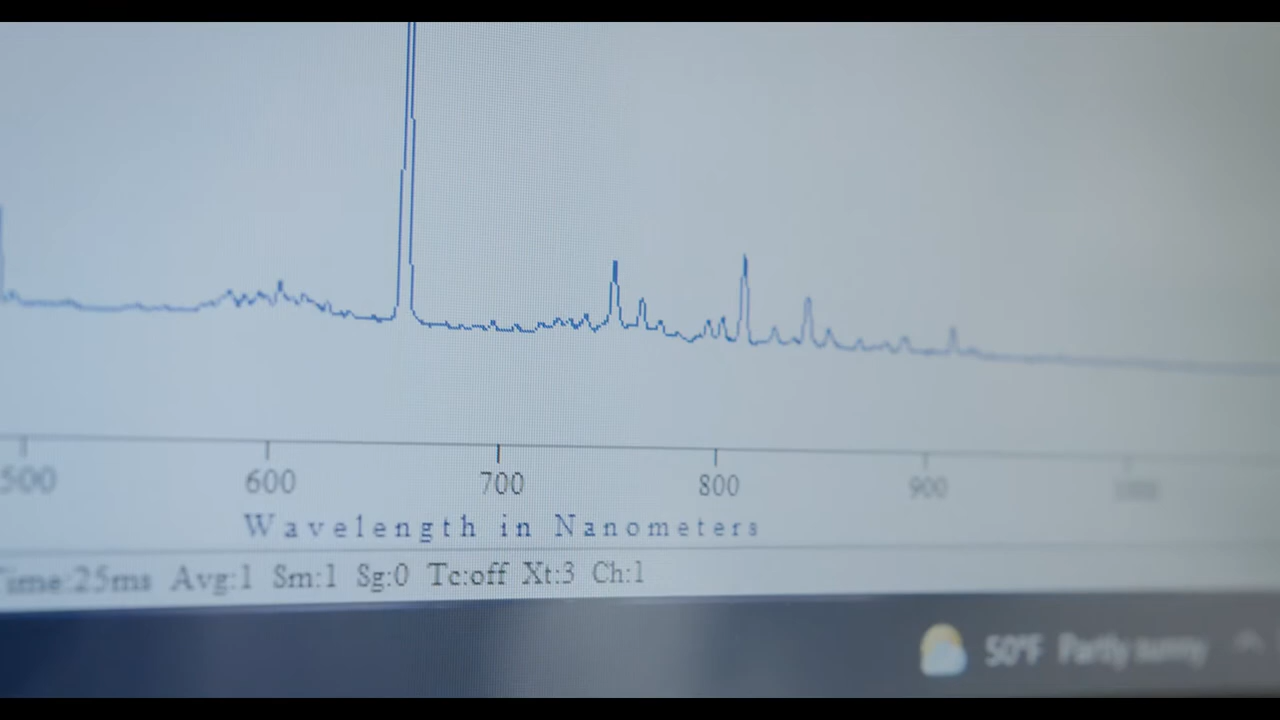 500 600 700 800 900 1000
Wavelength in Nanometers
Time:25ms Avg:1 Sm:1 Sg:0 Tc:off Xt:3 Ch:1
50°F Partly sunny